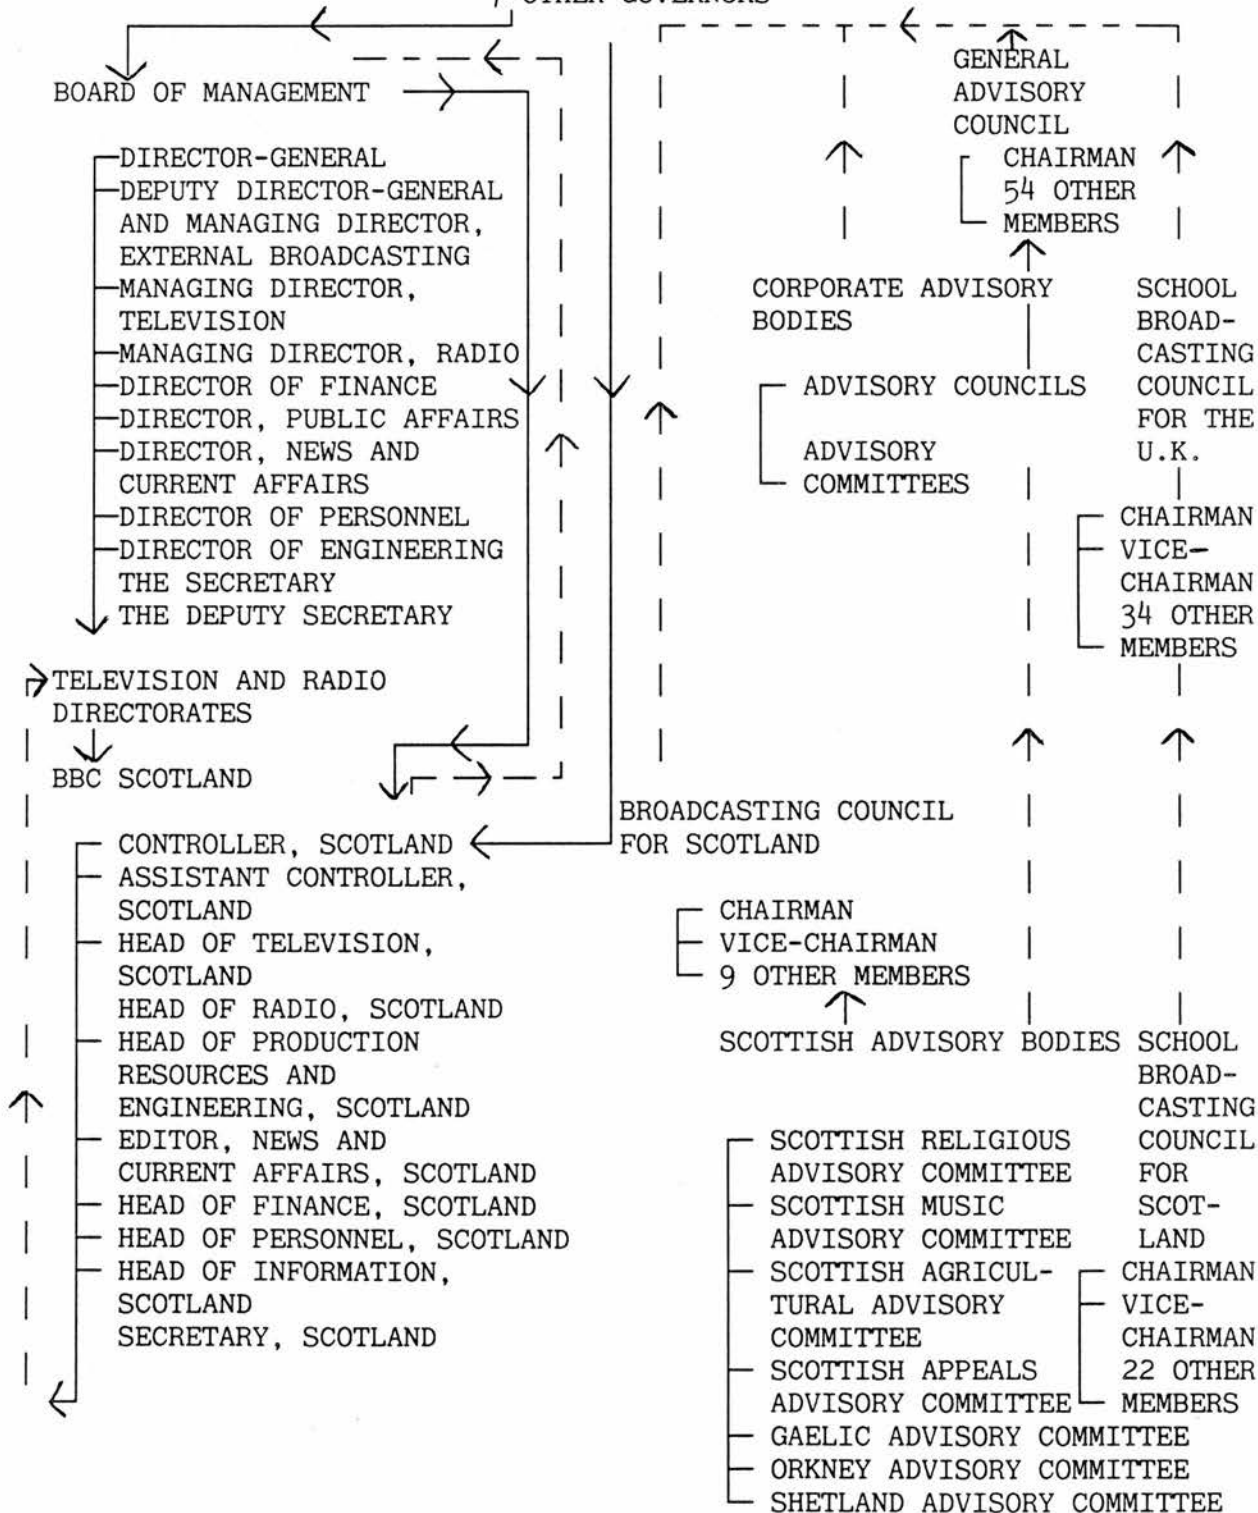 7 OTHER GOVERNORS
BOARD OF MANAGEMENT
DIRECTOR-GENERAL
DEPUTY DIRECTOR-GENERAL
AND MANAGING DIRECTOR,
EXTERNAL BROADCASTING
MANAGING DIRECTOR,
TELEVISION
MANAGING DIRECTOR, RADIO
DIRECTOR OF FINANCE
DIRECTOR, PUBLIC AFFAIRS
DIRECTOR, NEWS AND
CURRENT AFFAIRS
DIRECTOR OF PERSONNEL
DIRECTOR OF ENGINEERING
THE SECRETARY
THE DEPUTY SECRETARY
TELEVISION AND RADIO
DIRECTORATES
BBC SCOTLAND
CONTROLLER, SCOTLAND
ASSISTANT CONTROLLER,
SCOTLAND
HEAD OF TELEVISION,
SCOTLAND
HEAD OF RADIO, SCOTLAND
HEAD OF PRODUCTION
RESOURCES AND
ENGINEERING, SCOTLAND
EDITOR, NEWS AND
CURRENT AFFAIRS, SCOTLAND
HEAD OF FINANCE, SCOTLAND
HEAD OF PERSONNEL, SCOTLAND
HEAD OF INFORMATION,
SCOTLAND
SECRETARY, SCOTLAND
GENERAL
ADVISORY
COUNCIL
CHAIRMAN
54 OTHER
MEMBERS
CORPORATE ADVISORY
BODIES
ADVISORY COUNCILS
ADVISORY
COMMITTEES
SCHOOL
BROAD-
CASTING
COUNCIL
FOR THE
U.K.
CHAIRMAN
VICE-
CHAIRMAN
34 OTHER
MEMBERS
BROADCASTING COUNCIL
FOR SCOTLAND
CHAIRMAN
VICE-CHAIRMAN
9 OTHER MEMBERS
SCOTTISH ADVISORY BODIES
SCOTTISH RELIGIOUS
ADVISORY COMMITTEE
SCOTTISH MUSIC
ADVISORY COMMITTEE
SCOTTISH AGRICUL-
TURAL ADVISORY
COMMITTEE
SCOTTISH APPEALS
ADVISORY COMMITTEE
GAELIC ADVISORY COMMITTEE
ORKNEY ADVISORY COMMITTEE
SHETLAND ADVISORY COMMITTEE
SCHOOL
BROAD-
CASTING
COUNCIL
FOR
SCOT-
LAND
CHAIRMAN
VICE-
CHAIRMAN
22 OTHER
MEMBERS